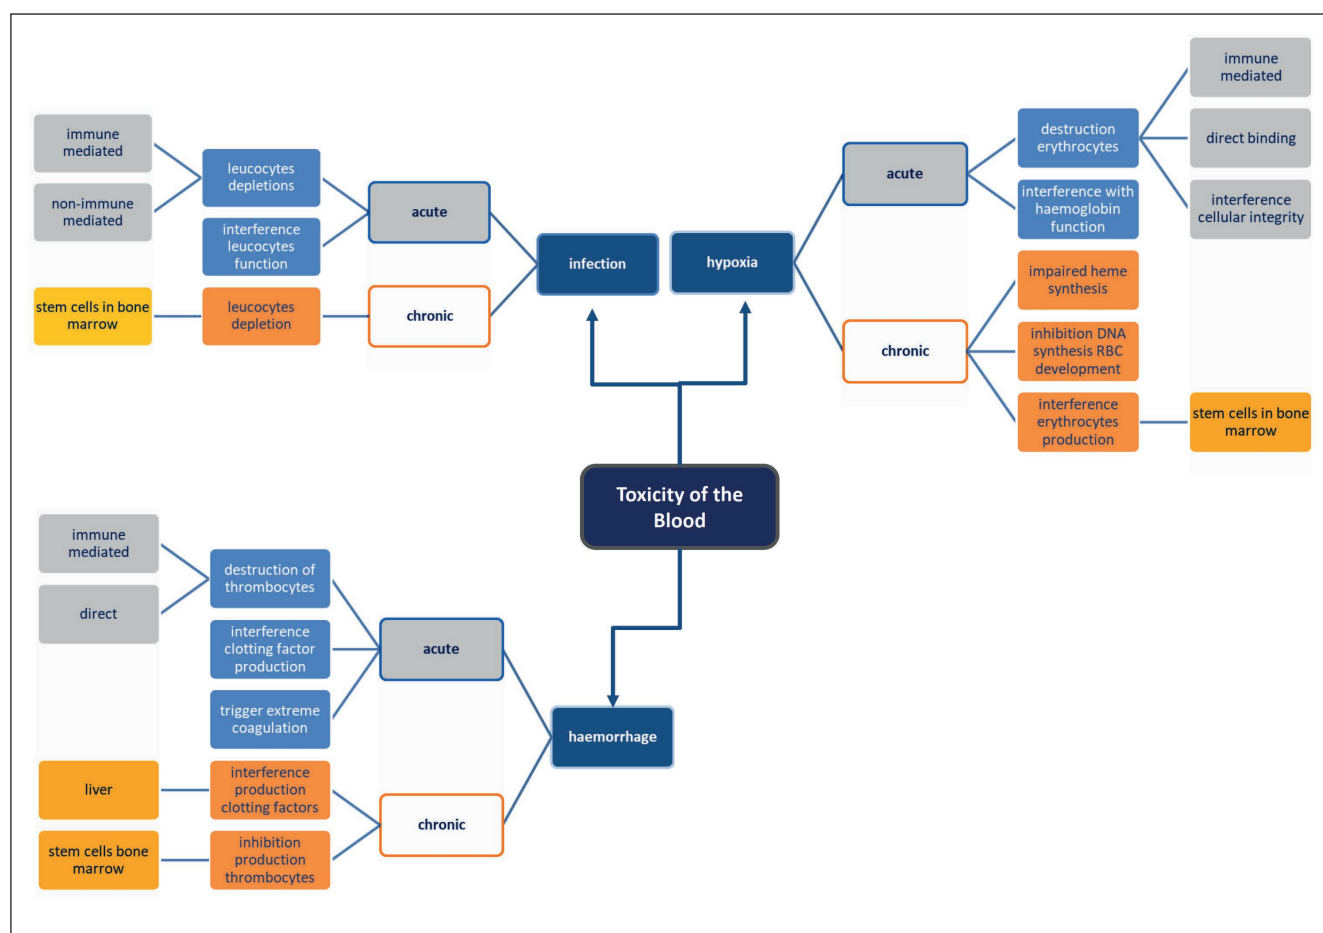 immune
mediated
non-immune
mediated
stem cells in bone
marrow
leucocytes
depletions
interference
leucocytes
function
leucocytes
depletion
acute
chronic
infection
hypoxia
acute
chronic
destruction
erythrocytes
interference with
haemoglobin
function
impaired heme
synthesis
inhibition DNA
synthesis RBC
development
interference
erythrocytes
production
immune
mediated
direct binding
interference
cellular integrity
stem cells in bone
marrow
Toxicity of the
Blood
immune
mediated
direct
liver
stem cells bone
marrow
destruction of
thrombocytes
interference
clotting factor
production
trigger extreme
coagulation
interference
production
clotting factors
inhibition
production
thrombocytes
acute
chronic
haemorrhage